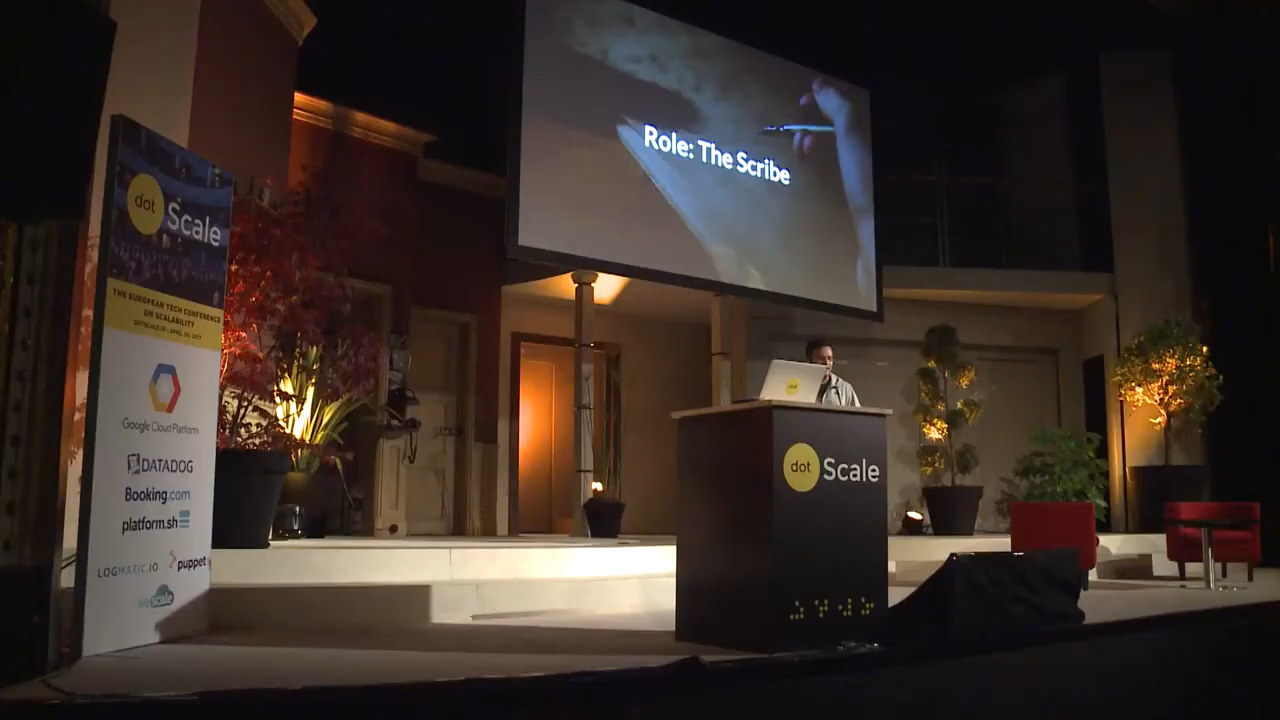 Role: The Scribe
dot
Scale
THE EUROPEAN TECH CONFERENCE
ON SCALABILITY
Google Cloud Platform
DATADOG
Booking.com
platform.sh
LOGMATIC.IO
puppet
dot
dot
Scale